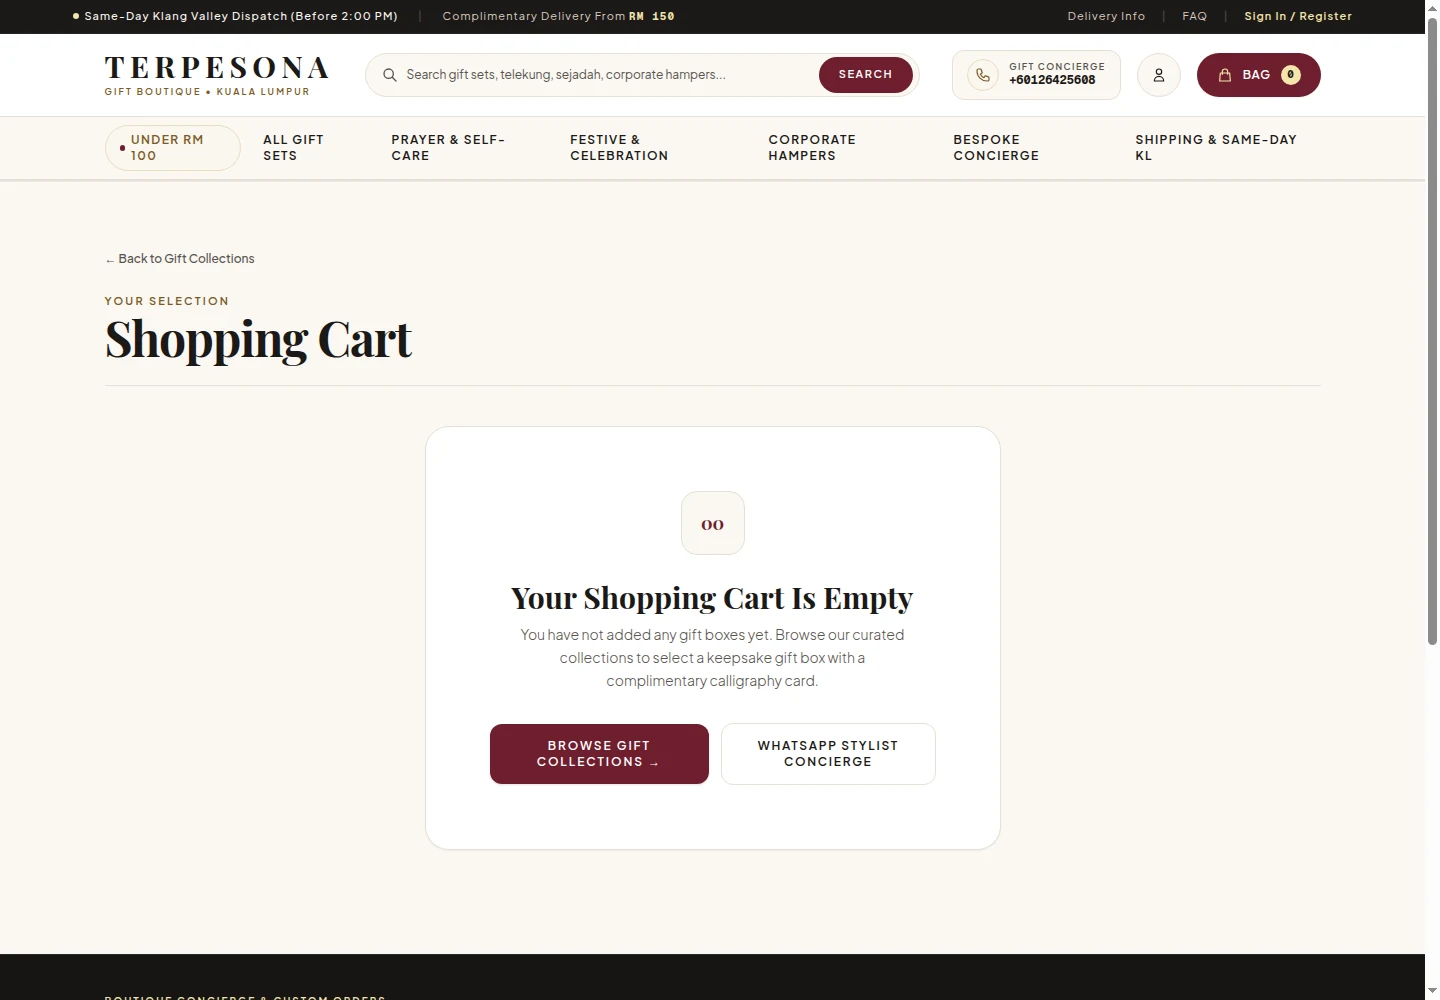 Same-Day Klang Valley Dispatch (Before 2:00 PM) | Complimentary Delivery From RM 150
Delivery Info | FAQ | Sign In / Register
TERPESONA
GIFT BOUTIQUE • KUALA LUMPUR
Search gift sets, telekung, sejadah, corporate hampers...
SEARCH
GIFT CONCIERGE
+60126425608
BAG 0
UNDER RM
100
ALL GIFT
SETS
PRAYER & SELF-
CARE
FESTIVE &
CELEBRATION
CORPORATE
HAMPERS
BESPOKE
CONCIERGE
SHIPPING & SAME-DAY
KL
← Back to Gift Collections
YOUR SELECTION
Shopping Cart
00
Your Shopping Cart Is Empty
You have not added any gift boxes yet. Browse our curated
collections to select a keepsake gift box with a
complimentary calligraphy card.
BROWSE GIFT
COLLECTIONS →
WHATSAPP STYLIST
CONCIERGE
BOUTIQUE CONCIERGE & CUSTOM ORDERS